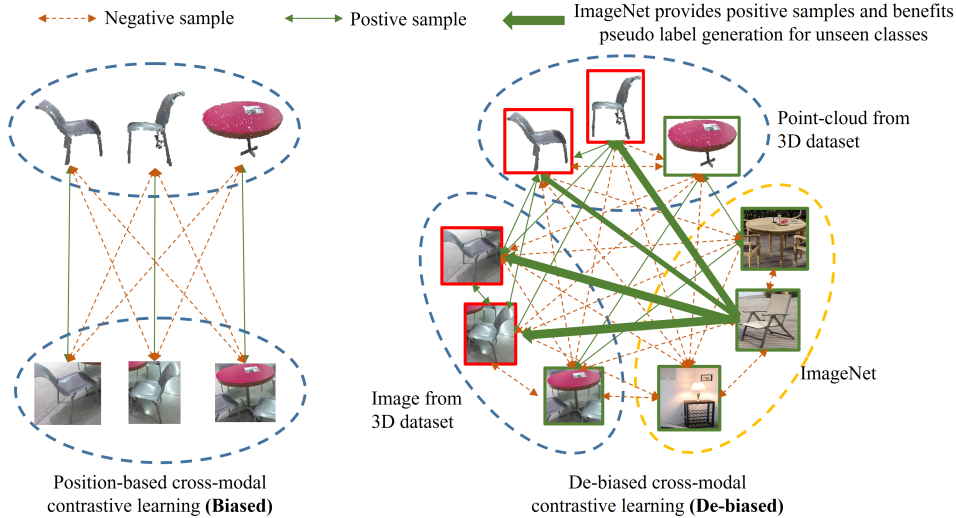 Negative sample
Postive sample
ImageNet provides positive samples and benefits
pseudo label generation for unseen classes
Point-cloud from
3D dataset
ImageNet
Image from
3D dataset
Position-based cross-modal
contrastive learning (Biased)
De-biased cross-modal
contrastive learning (De-biased)